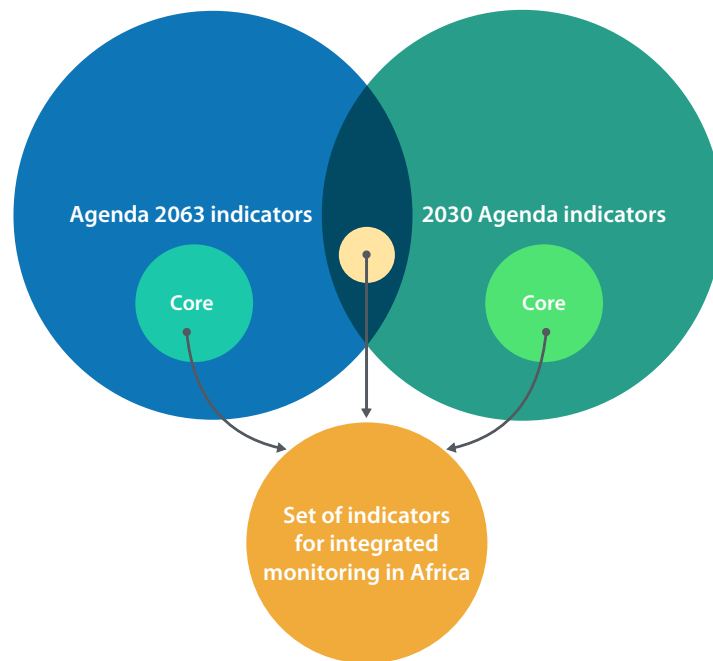 Agenda 2063 indicators
2030 Agenda indicators
Core
Core
Set of indicators
for integrated
monitoring in Africa